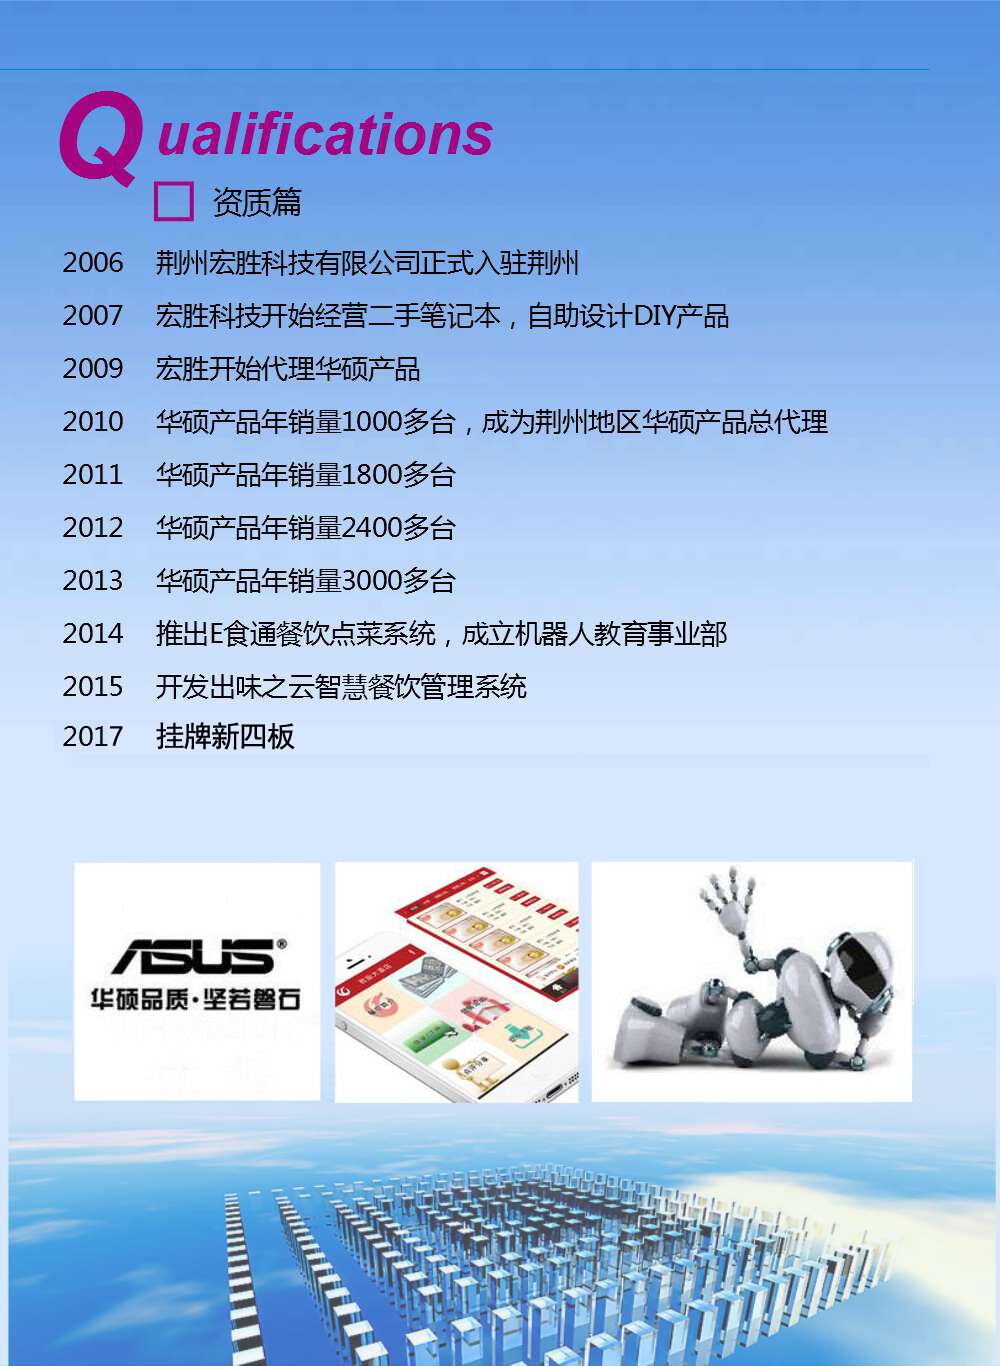 Qualifications
资质篇
2006 荆州宏胜科技有限公司正式入驻荆州
2007 宏胜科技开始经营二手笔记本，自助设计DIY产品
2009 宏胜开始代理华硕产品
2010 华硕产品年销量1000多台，成为荆州地区华硕产品总代理
2011 华硕产品年销量1800多台
2012 华硕产品年销量2400多台
2013 华硕产品年销量3000多台
2014 推出E食通餐饮点菜系统，成立机器人教育事业部
2015 开发出味之云智慧餐饮管理系统
2017 挂牌新四板
ASUS®
华硕品质·坚若磐石
点评分享